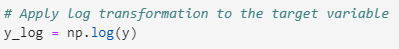 # Apply log transformation to the target variable
y_log = np.log(y)